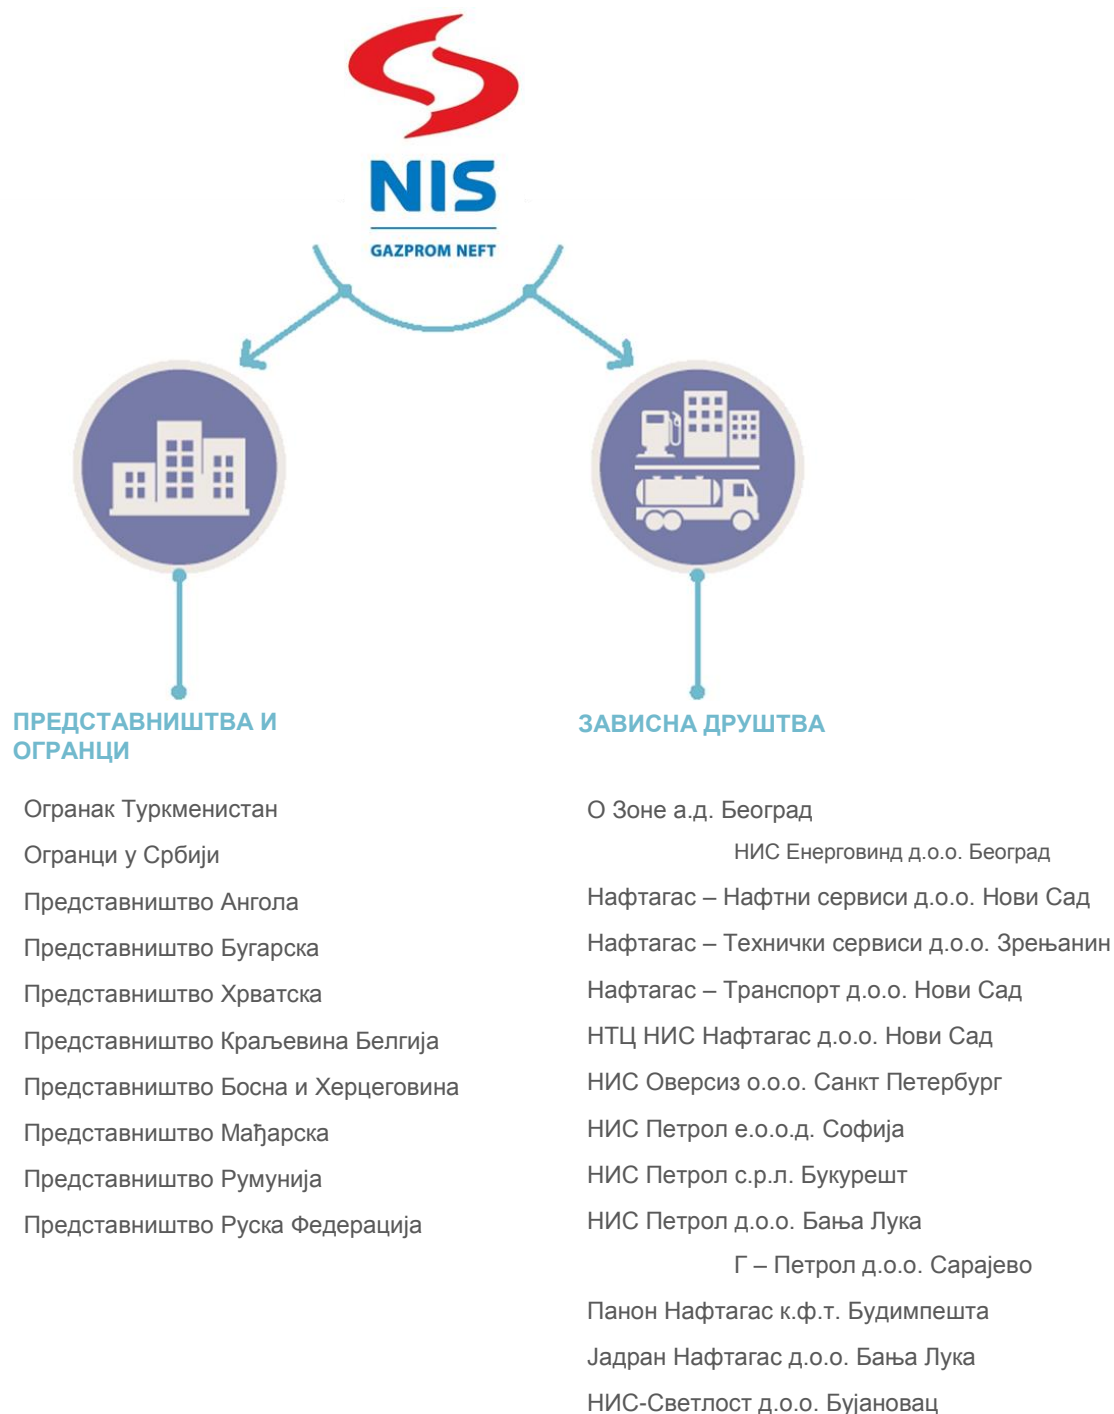 NIS
GAZPROM NEFT
ПРЕДСТАВНИШТВА И
ОГРАНЦИ
Огранак Туркменистан
Огранци у Србији
Представништво Ангола
Представништво Бугарска
Представништво Хрватска
Представништво Краљевина Белгија
Представништво Босна и Херцеговина
Представништво Мађарска
Представништво Румунија
Представништво Руска Федерација
ЗАВИСНА ДРУШТВА
О Зоне а.д. Београд
НИС Енерговинд д.о.о. Београд
Нафтагас – Нафтни сервиси д.о.о. Нови Сад
Нафтагас – Технички сервиси д.о.о. Зрењанин
Нафтагас – Транспорт д.о.о. Нови Сад
НТЦ НИС Нафтагас д.о.о. Нови Сад
НИС Оверсиз о.о.о. Санкт Петербург
НИС Петрол е.о.о.д. Софија
НИС Петрол с.р.л. Букурешт
НИС Петрол д.о.о. Бања Лука
Г – Петрол д.о.о. Сарајево
Панон Нафтагас к.ф.т. Будимпешта
Јадран Нафтагас д.о.о. Бања Лука
НИС-Светлост д.о.о. Бујановац